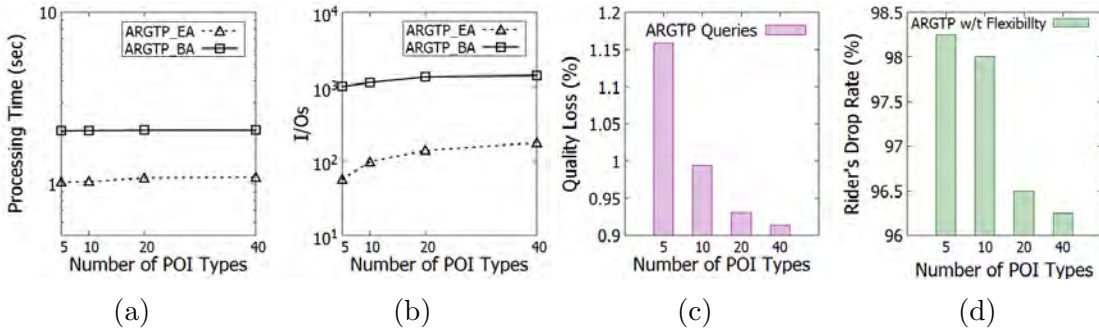 Processing Time (sec)
10
1
ARGTP_EA
ARGTP_BA
5 10 20 40
Number of POI Types
(a)
I/Os
10^4
10^3
10^2
10^1
ARGTP_EA
ARGTP_BA
5 10 20 40
Number of POI Types
(b)
Quality Loss (%)
1.15
1.1
1.05
1
0.95
0.9
ARGTP Queries
5 10 20 40
Number of POI Types
(c)
Rider's Drop Rate (%)
98.5
98
97.5
97
96.5
96
ARGTP w/t Flexibility
5 10 20 40
Number of POI Types
(d)